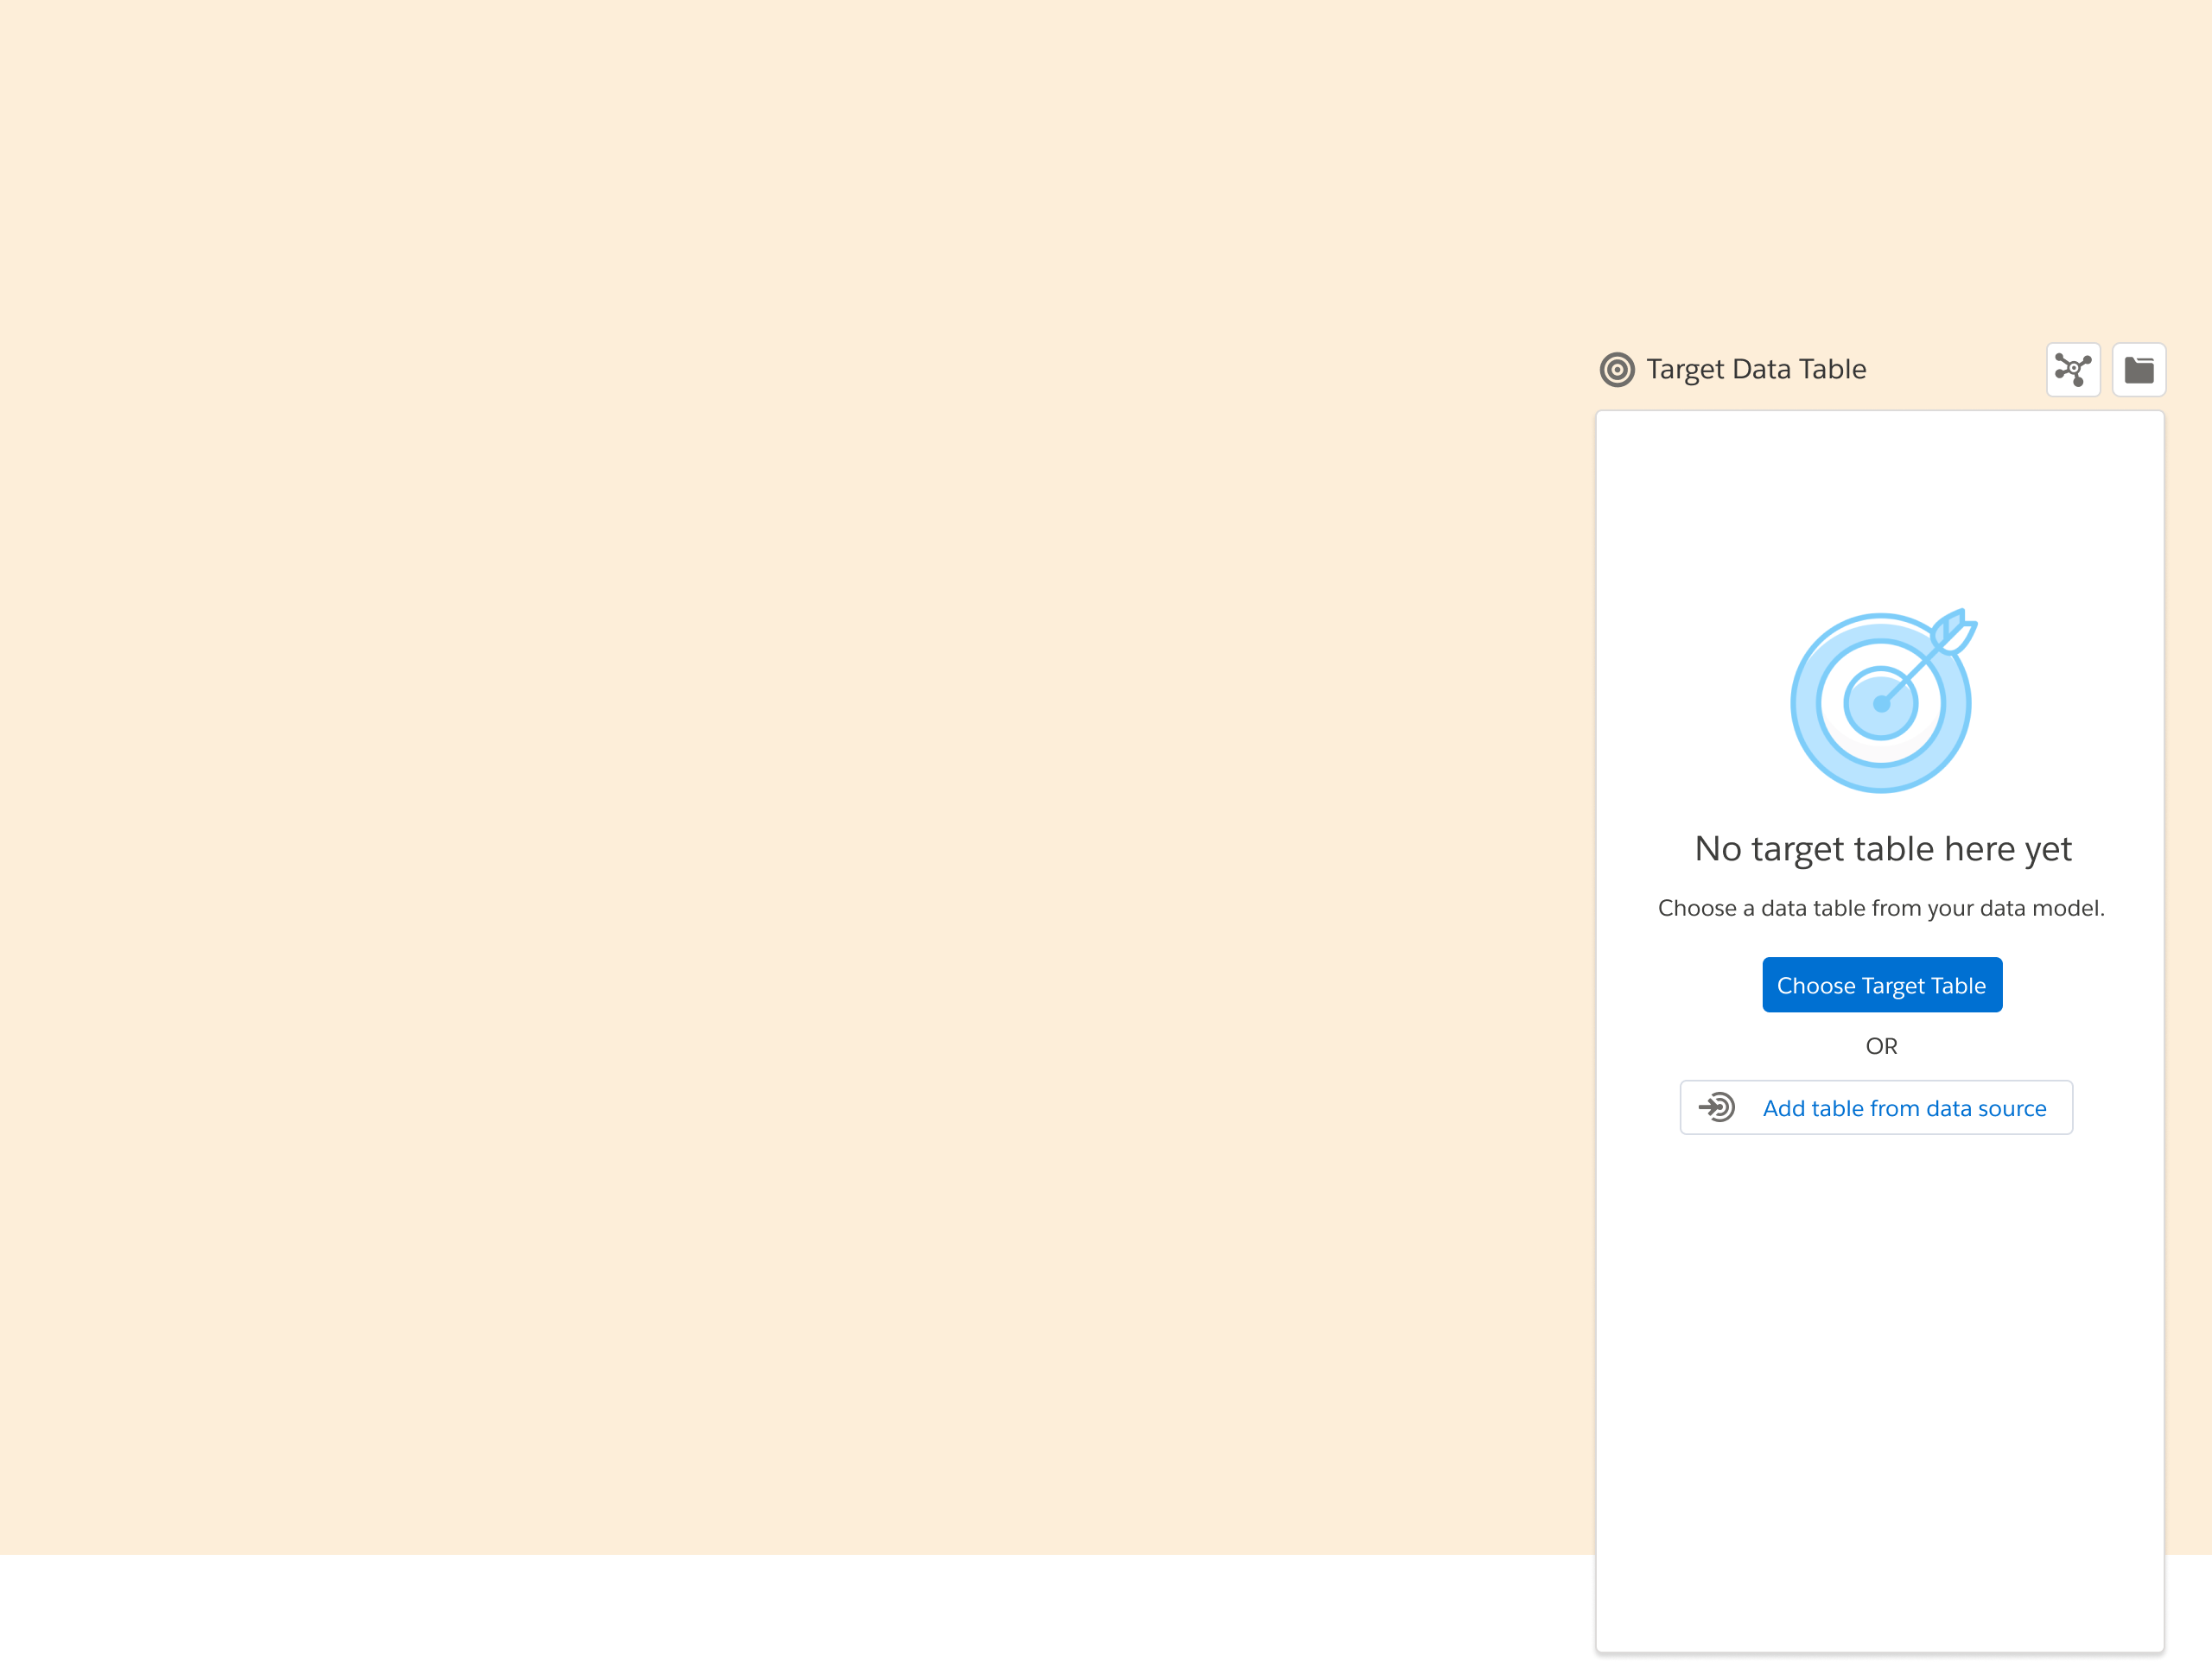 Target Data Table
No target table here yet
Choose a data table from your data model.
Choose Target Table
OR
Add table from data source